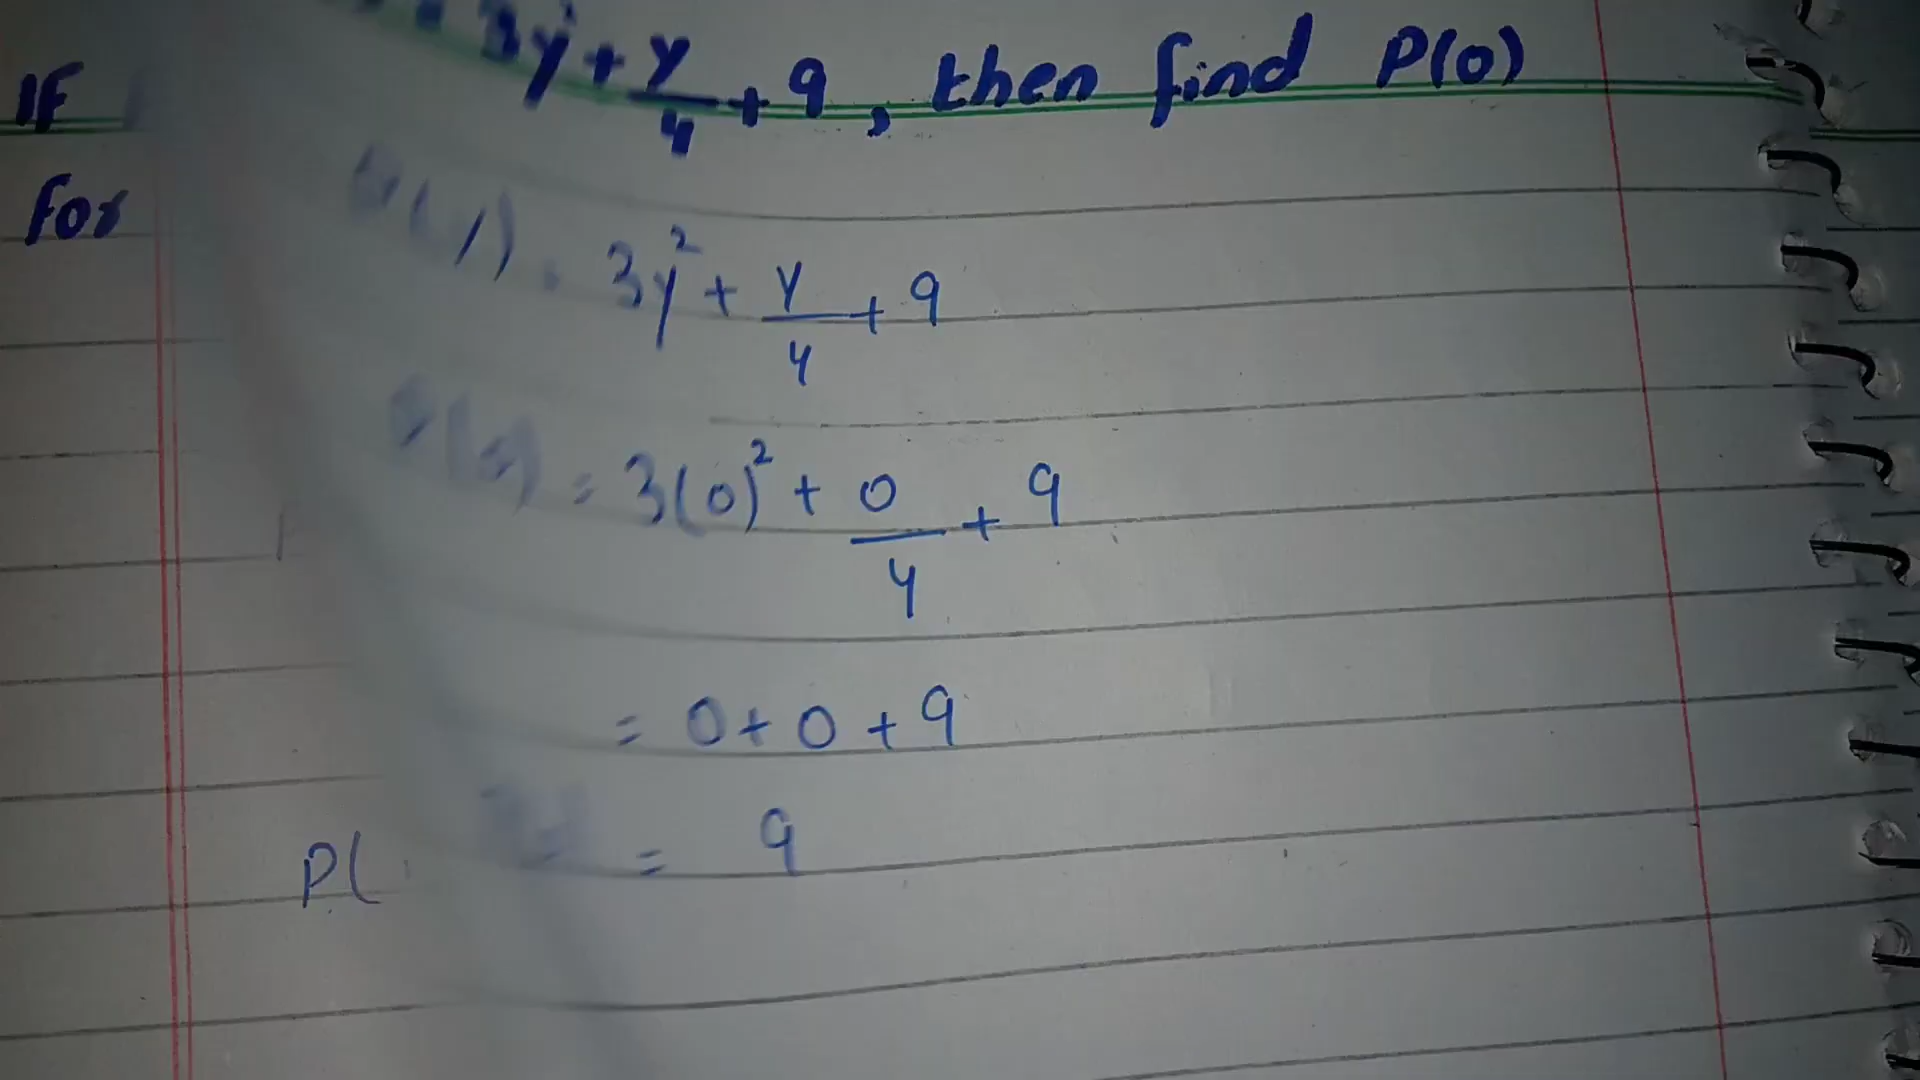 IF = 3y² + y/4 + 9, then find P(0)
For
P(y) = 3y² + y/4 + 9
P(0) = 3(0)² + 0/4 + 9
= 0 + 0 + 9
P( = 9